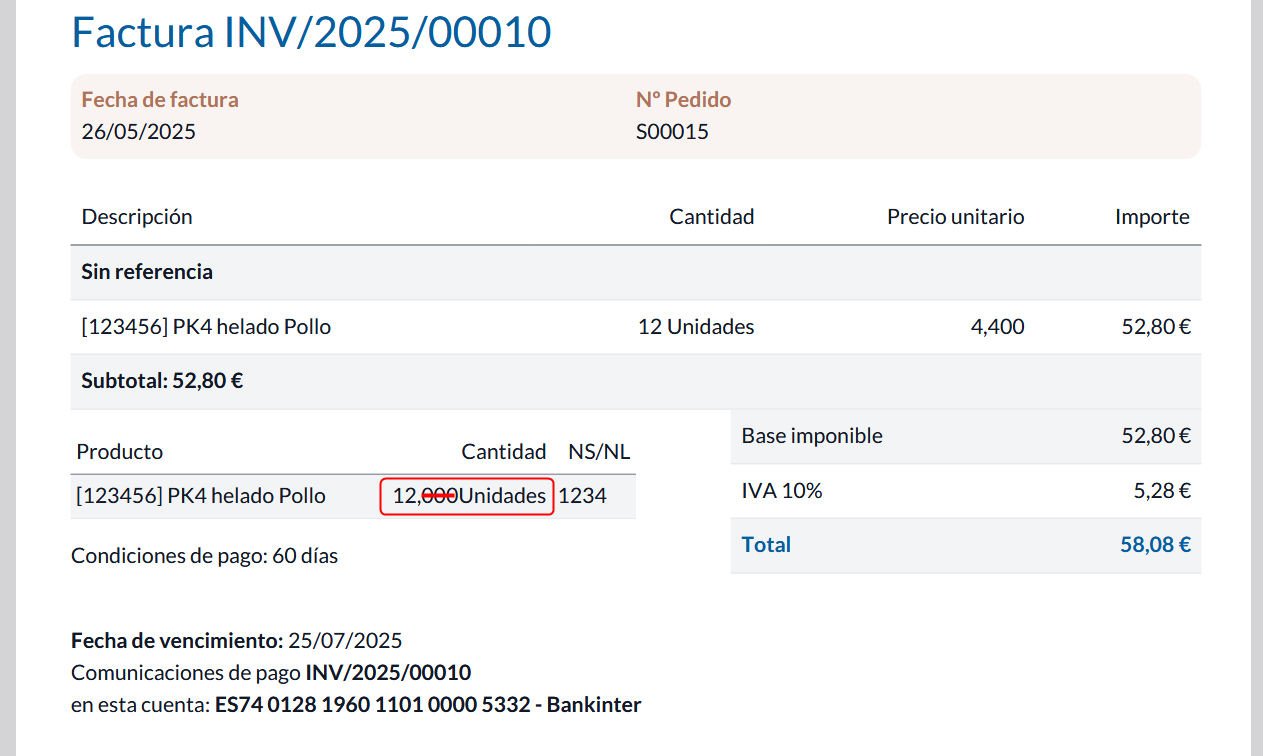 Factura INV/2025/00010
Fecha de factura Nº Pedido
26/05/2025 S00015
Descripción Cantidad Precio unitario Importe
Sin referencia
[123456] PK4 helado Pollo 12 Unidades 4,400 52,80 €
Subtotal: 52,80 €
Producto Cantidad NS/NL
[123456] PK4 helado Pollo 12,000Unidades 1234
Condiciones de pago: 60 días
Base imponible 52,80 €
IVA 10% 5,28 €
Total 58,08 €
Fecha de vencimiento: 25/07/2025
Comunicaciones de pago INV/2025/00010
en esta cuenta: ES74 0128 1960 1101 0000 5332 - Bankinter